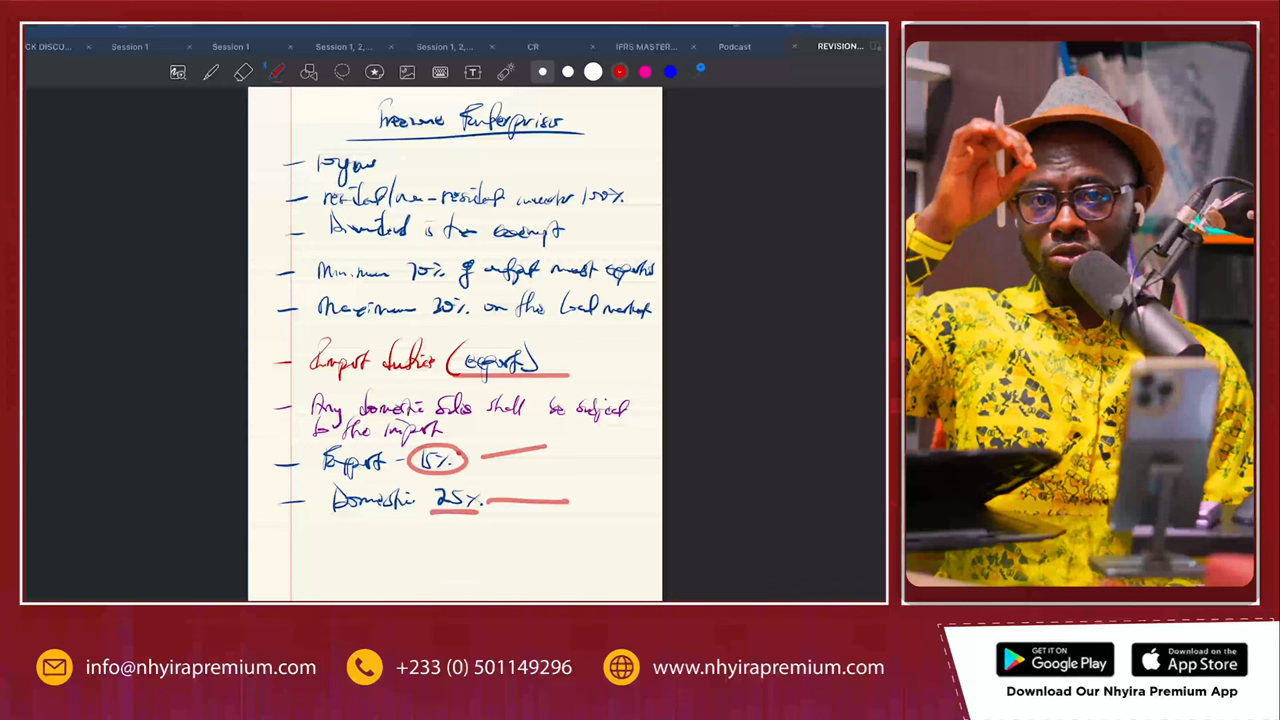 CK DISCU...
Session 1
Session 1
Session 1, 2,...
Session 1, 2,...
CR
IFRS MASTER...
Podcast
REVISION...
Freezone Enterprises
- 10 years
- resident/non-resident investor 100%
- Dividend is tax exempt
- Minimum 70% of output must exports
- Maximum 30% on the local market
- Import duties (exports)
- Any domestic sales shall be subject
to the import
- Export - 15%
- Domestic 25%.
info@nhyirapremium.com
+233 (0) 501149296
www.nhyirapremium.com
GET IT ON
Google Play
Download on the
App Store
Download Our Nhyira Premium App